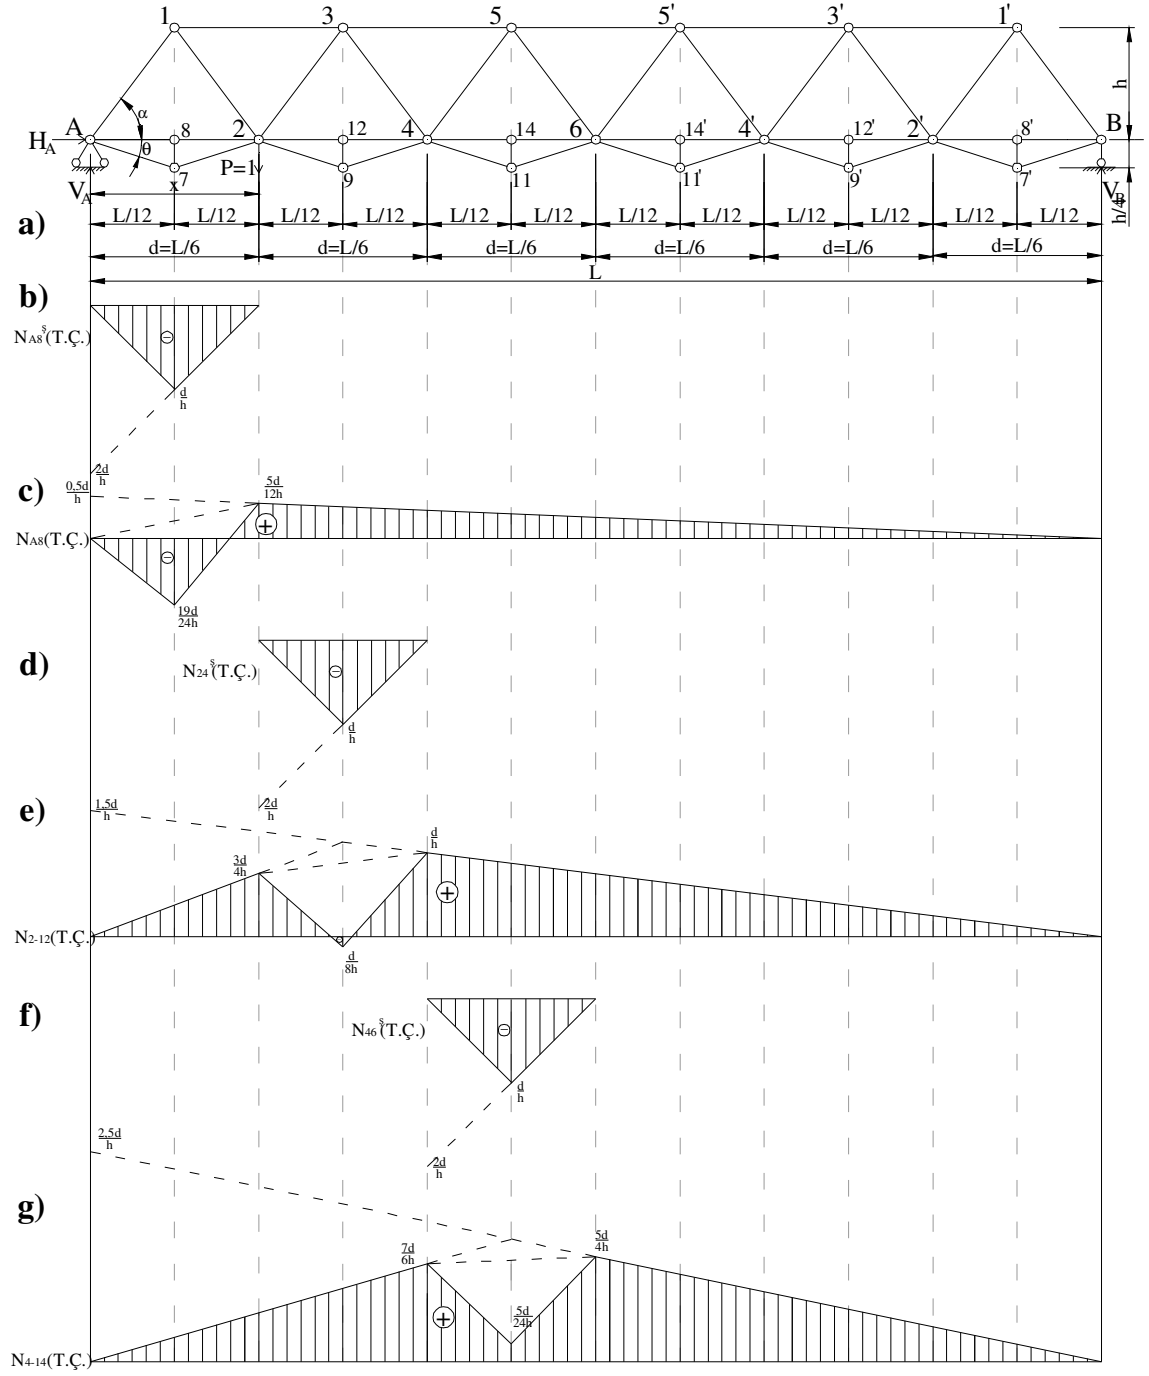 1 3 5 5' 3' 1'
h
α
A 8 2 12 4 14 6 14' 4' 12' 2' 8' B
H_A
θ
P=1
7 9 11 11' 9' 7'
x
V_A V_B
h/4
L/12 L/12 L/12 L/12 L/12 L/12 L/12 L/12 L/12 L/12 L/12 L/12
a)
d=L/6 d=L/6 d=L/6 d=L/6 d=L/6 d=L/6
L
b)
N_A8^ş(T.Ç.)
−
d/h
2d/h
c)
0,5d/h
5d/12h
+
N_A8(T.Ç.)
−
19d/24h
d)
N_24^ş(T.Ç.)
−
d/h
2d/h
e)
1,5d/h
d/h
3d/4h
+
N_2-12(T.Ç.)
d/8h
f)
N_46^ş(T.Ç.)
−
d/h
2d/h
2,5d/h
g)
7d/6h
5d/4h
5d/24h
+
N_4-14(T.Ç.)